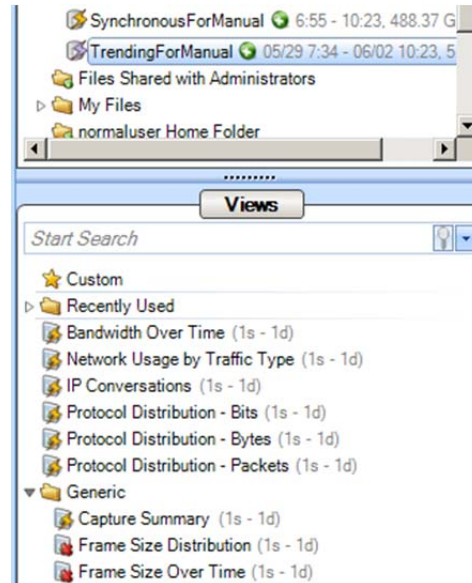 SynchronousForManual 6:55 - 10:23, 488.37 G
TrendingForManual 05/29 7:34 - 06/02 10:23, 5
Files Shared with Administrators
My Files
normaluser Home Folder
Views
Start Search
Custom
Recently Used
Bandwidth Over Time (1s - 1d)
Network Usage by Traffic Type (1s - 1d)
IP Conversations (1s - 1d)
Protocol Distribution - Bits (1s - 1d)
Protocol Distribution - Bytes (1s - 1d)
Protocol Distribution - Packets (1s - 1d)
Generic
Capture Summary (1s - 1d)
Frame Size Distribution (1s - 1d)
Frame Size Over Time (1s - 1d)